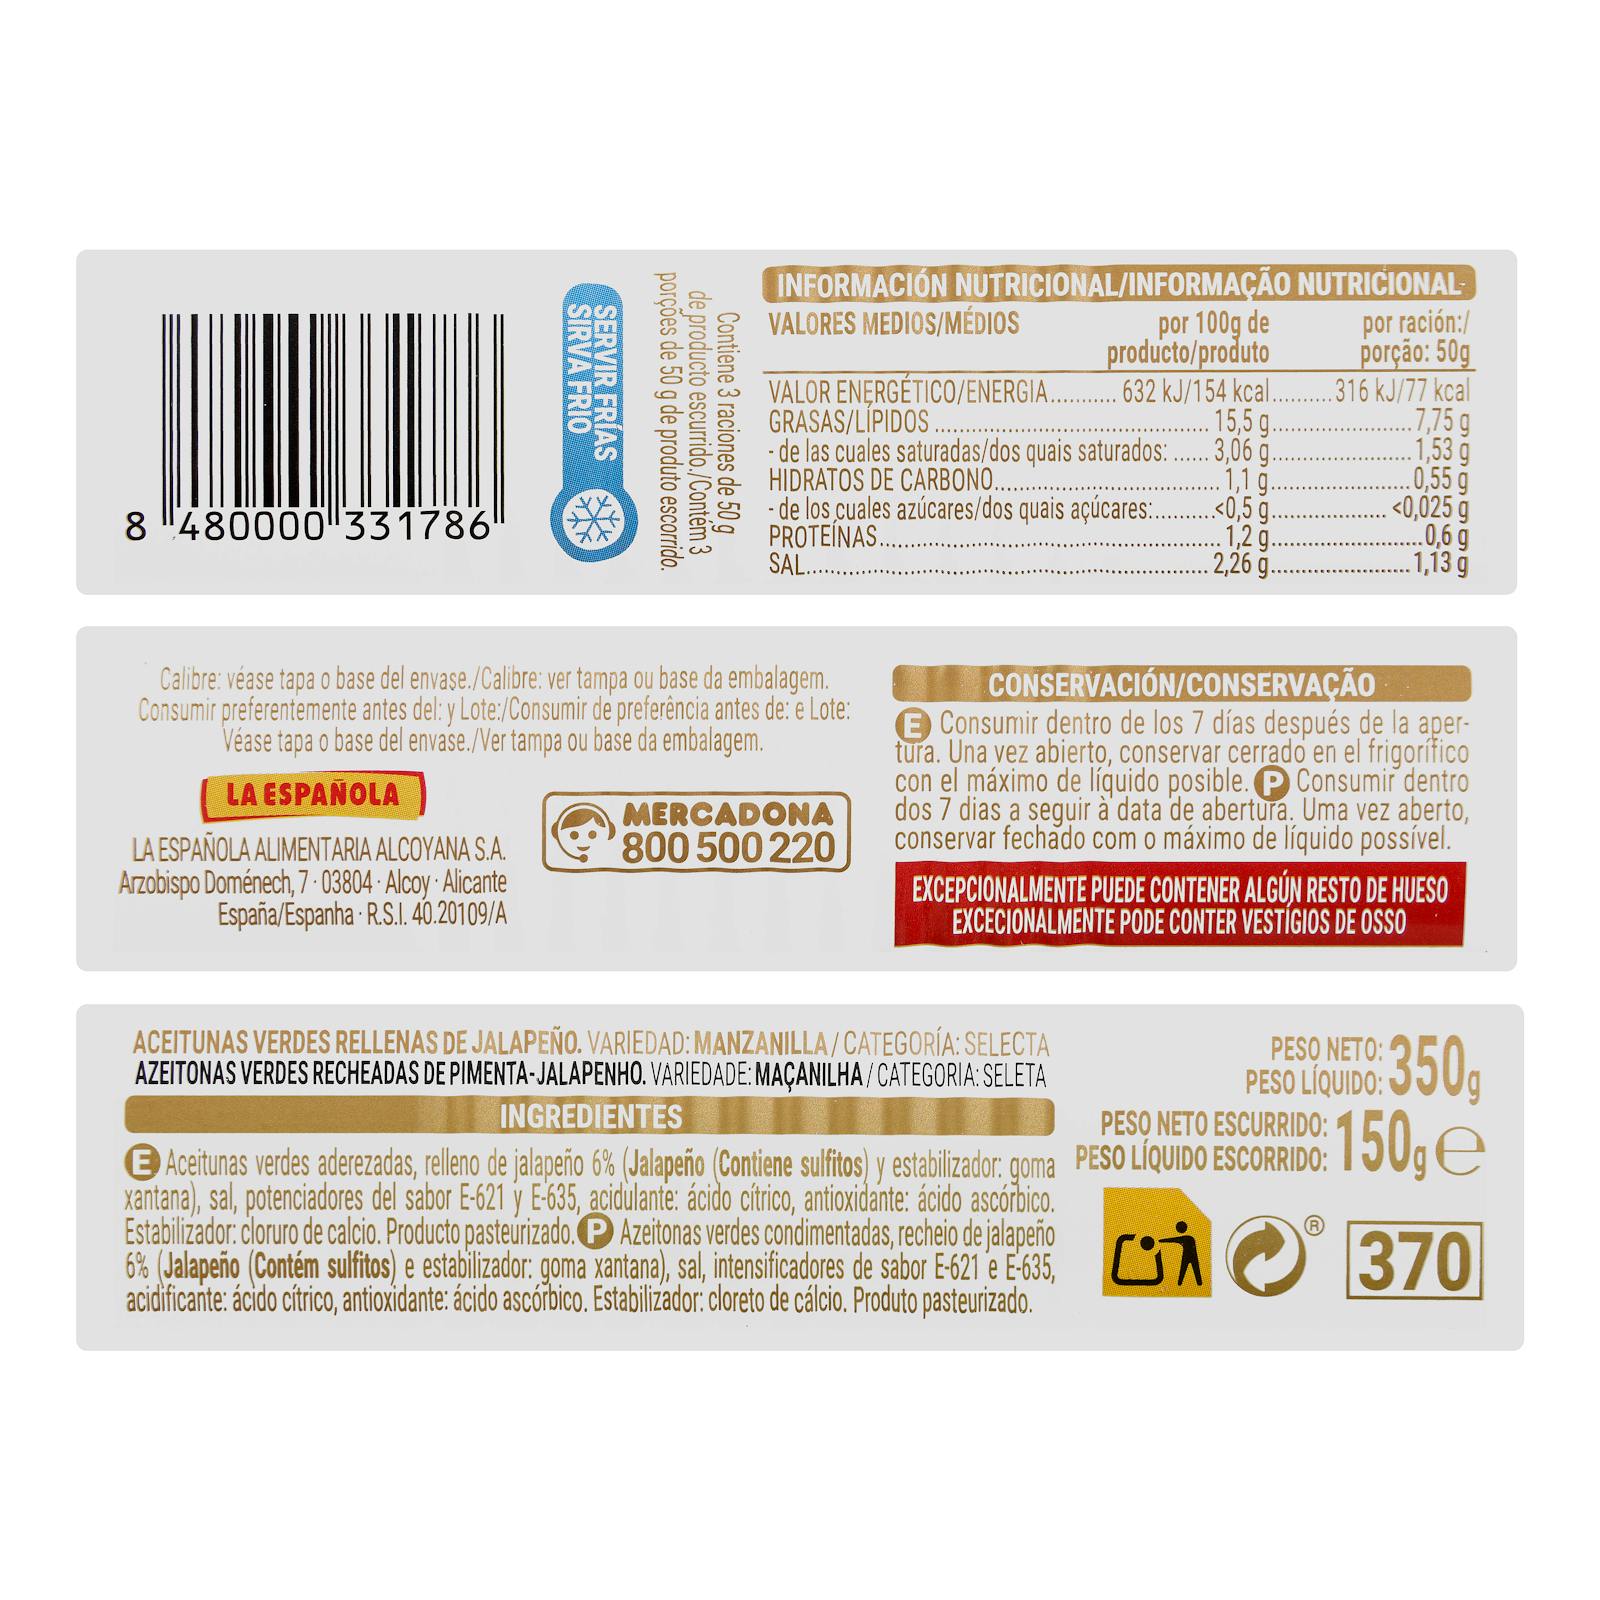 8 480000 331786
SERVIR FRÍAS
SIRVA FRIO
Contiene 3 raciones de 50 g
de producto escurrido./Contém 3
porções de 50 g de produto escorrido.
INFORMACIÓN NUTRICIONAL/INFORMAÇÃO NUTRICIONAL
VALORES MEDIOS/MÉDIOS por 100g de por ración:/
producto/produto porção: 50g
VALOR ENERGÉTICO/ENERGIA........... 632 kJ/154 kcal.......... 316 kJ/77 kcal
GRASAS/LÍPIDOS ............................................. 15,5 g....................... 7,75 g
- de las cuales saturadas/dos quais saturados: ...... 3,06 g....................... 1,53 g
HIDRATOS DE CARBONO..................................... 1,1 g....................... 0,55 g
- de los cuales azúcares/dos quais açúcares:.......... <0,5 g.................... <0,025 g
PROTEÍNAS........................................................ 1,2 g......................... 0,6 g
SAL.................................................................. 2,26 g....................... 1,13 g
Calibre: véase tapa o base del envase./Calibre: ver tampa ou base da embalagem.
Consumir preferentemente antes del: y Lote:/Consumir de preferência antes de: e Lote:
Véase tapa o base del envase./Ver tampa ou base da embalagem.
LA ESPAÑOLA
LA ESPAÑOLA ALIMENTARIA ALCOYANA S.A.
Arzobispo Doménech, 7 · 03804 · Alcoy · Alicante
España/Espanha · R.S.I. 40.20109/A
MERCADONA
800 500 220
CONSERVACIÓN/CONSERVAÇÃO
E Consumir dentro de los 7 días después de la aper-
tura. Una vez abierto, conservar cerrado en el frigorífico
con el máximo de líquido posible. P Consumir dentro
dos 7 dias a seguir à data de abertura. Uma vez aberto,
conservar fechado com o máximo de líquido possível.
EXCEPCIONALMENTE PUEDE CONTENER ALGÚN RESTO DE HUESO
EXCECIONALMENTE PODE CONTER VESTÍGIOS DE OSSO
ACEITUNAS VERDES RELLENAS DE JALAPEÑO. VARIEDAD: MANZANILLA / CATEGORÍA: SELECTA
AZEITONAS VERDES RECHEADAS DE PIMENTA-JALAPENHO. VARIEDADE: MAÇANILHA / CATEGORIA: SELETA
INGREDIENTES
E Aceitunas verdes aderezadas, relleno de jalapeño 6% (Jalapeño (Contiene sulfitos) y estabilizador: goma
xantana), sal, potenciadores del sabor E-621 y E-635, acidulante: ácido cítrico, antioxidante: ácido ascórbico.
Estabilizador: cloruro de calcio. Producto pasteurizado. P Azeitonas verdes condimentadas, recheio de jalapeño
6% (Jalapeño (Contém sulfitos) e estabilizador: goma xantana), sal, intensificadores de sabor E-621 e E-635,
acidificante: ácido cítrico, antioxidante: ácido ascórbico. Estabilizador: cloreto de cálcio. Produto pasteurizado.
PESO NETO: 350g
PESO LÍQUIDO:
PESO NETO ESCURRIDO: 150g e
PESO LÍQUIDO ESCORRIDO:
®
370